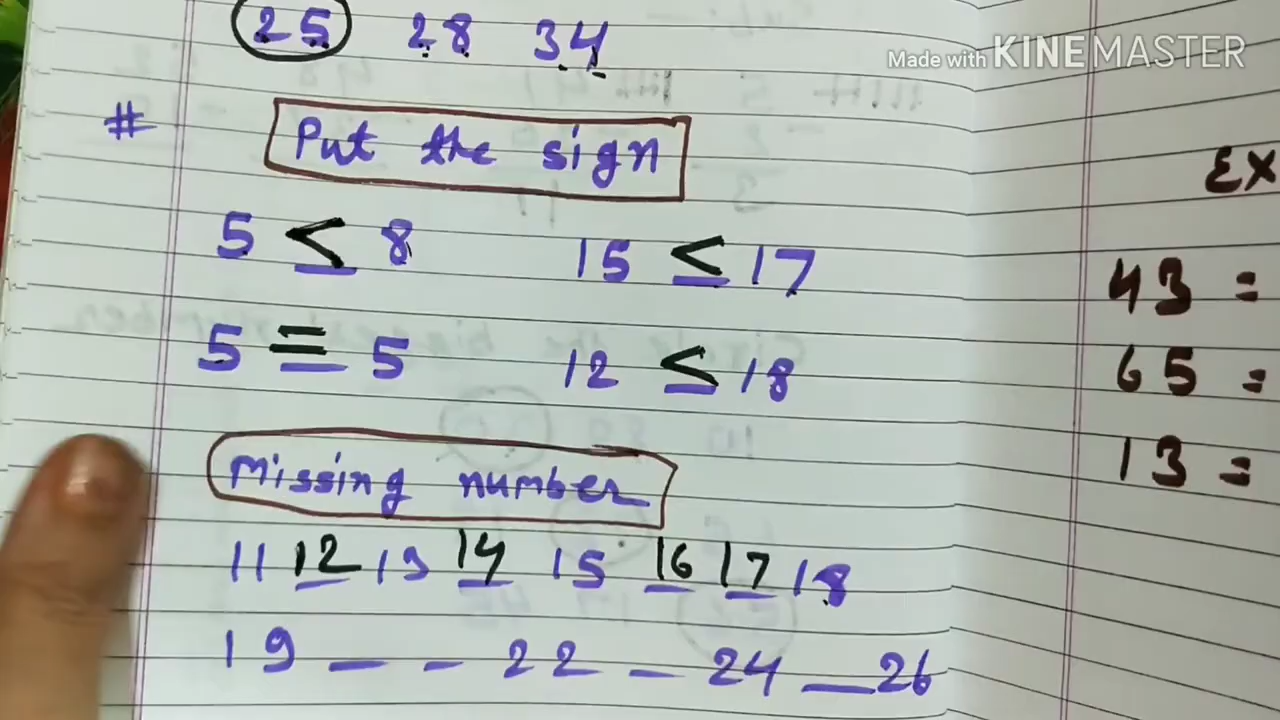 Made with KINEMASTER
25 28 34
# Put the sign
5 < 8 15 < 17
5 = 5 12 < 18
Missing number
11 12 13 14 15 16 17 18
19 _ _ 22 _ 24 _ 26
EX
43 =
65 =
13 =